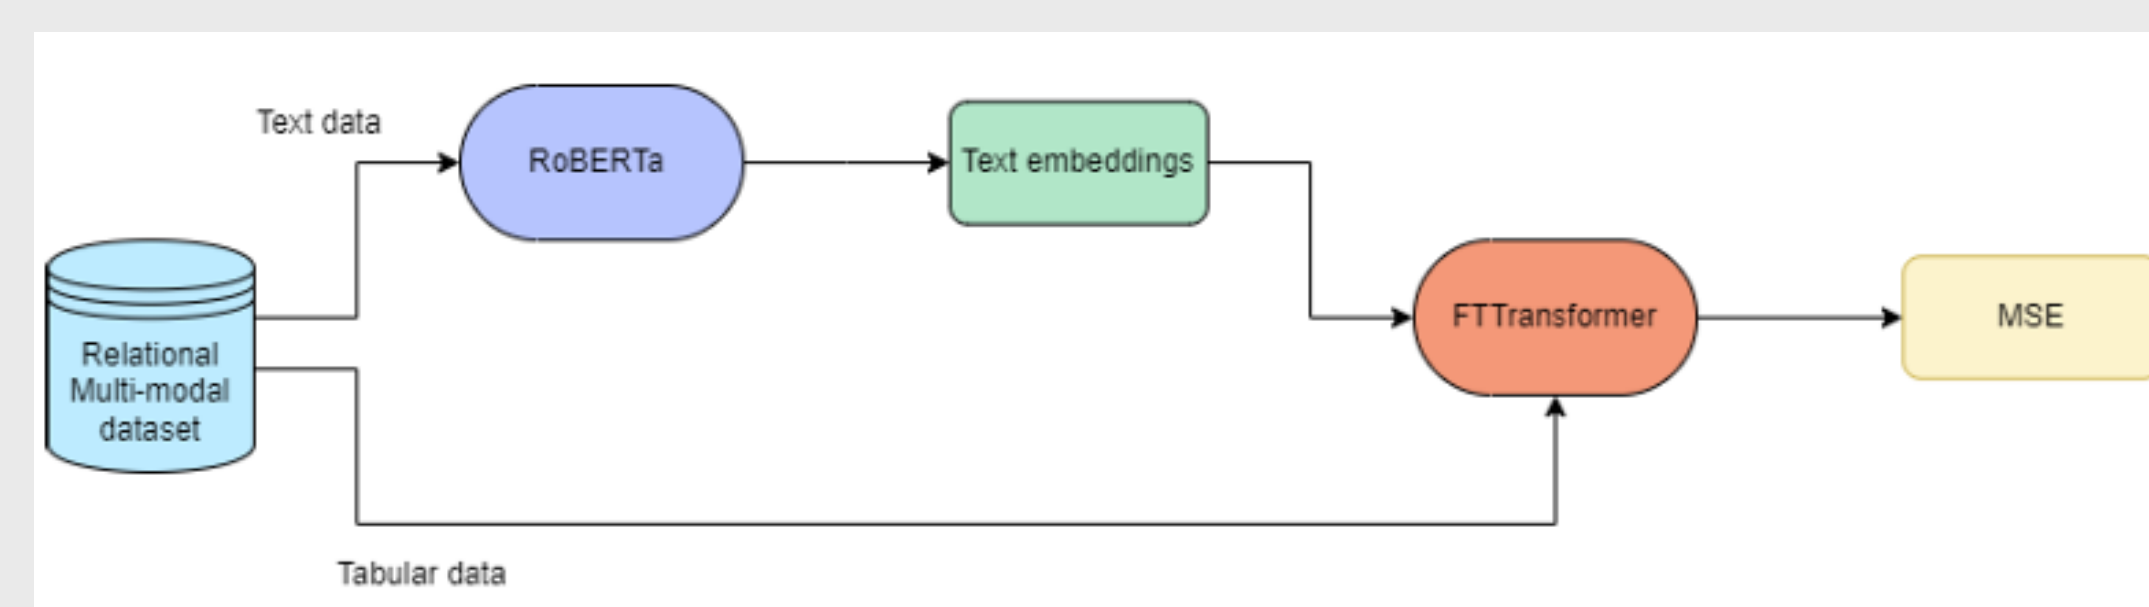 Text data
RoBERTa
Text embeddings
FTTransformer
MSE
Relational
Multi-modal
dataset
Tabular data